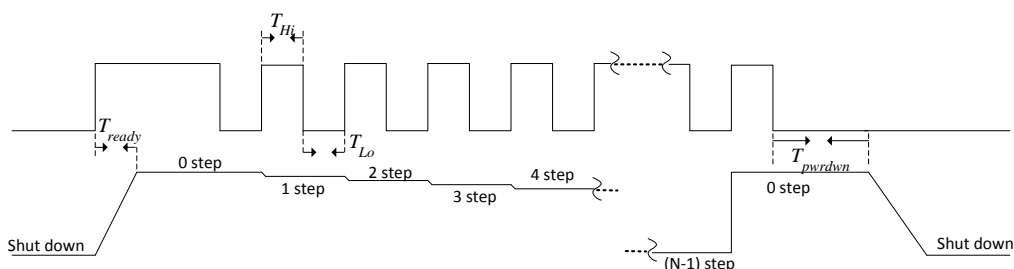 T_Hi
T_ready
T_Lo
T_pwrdwn
0 step
1 step
2 step
3 step
4 step
0 step
Shut down
(N-1) step
Shut down